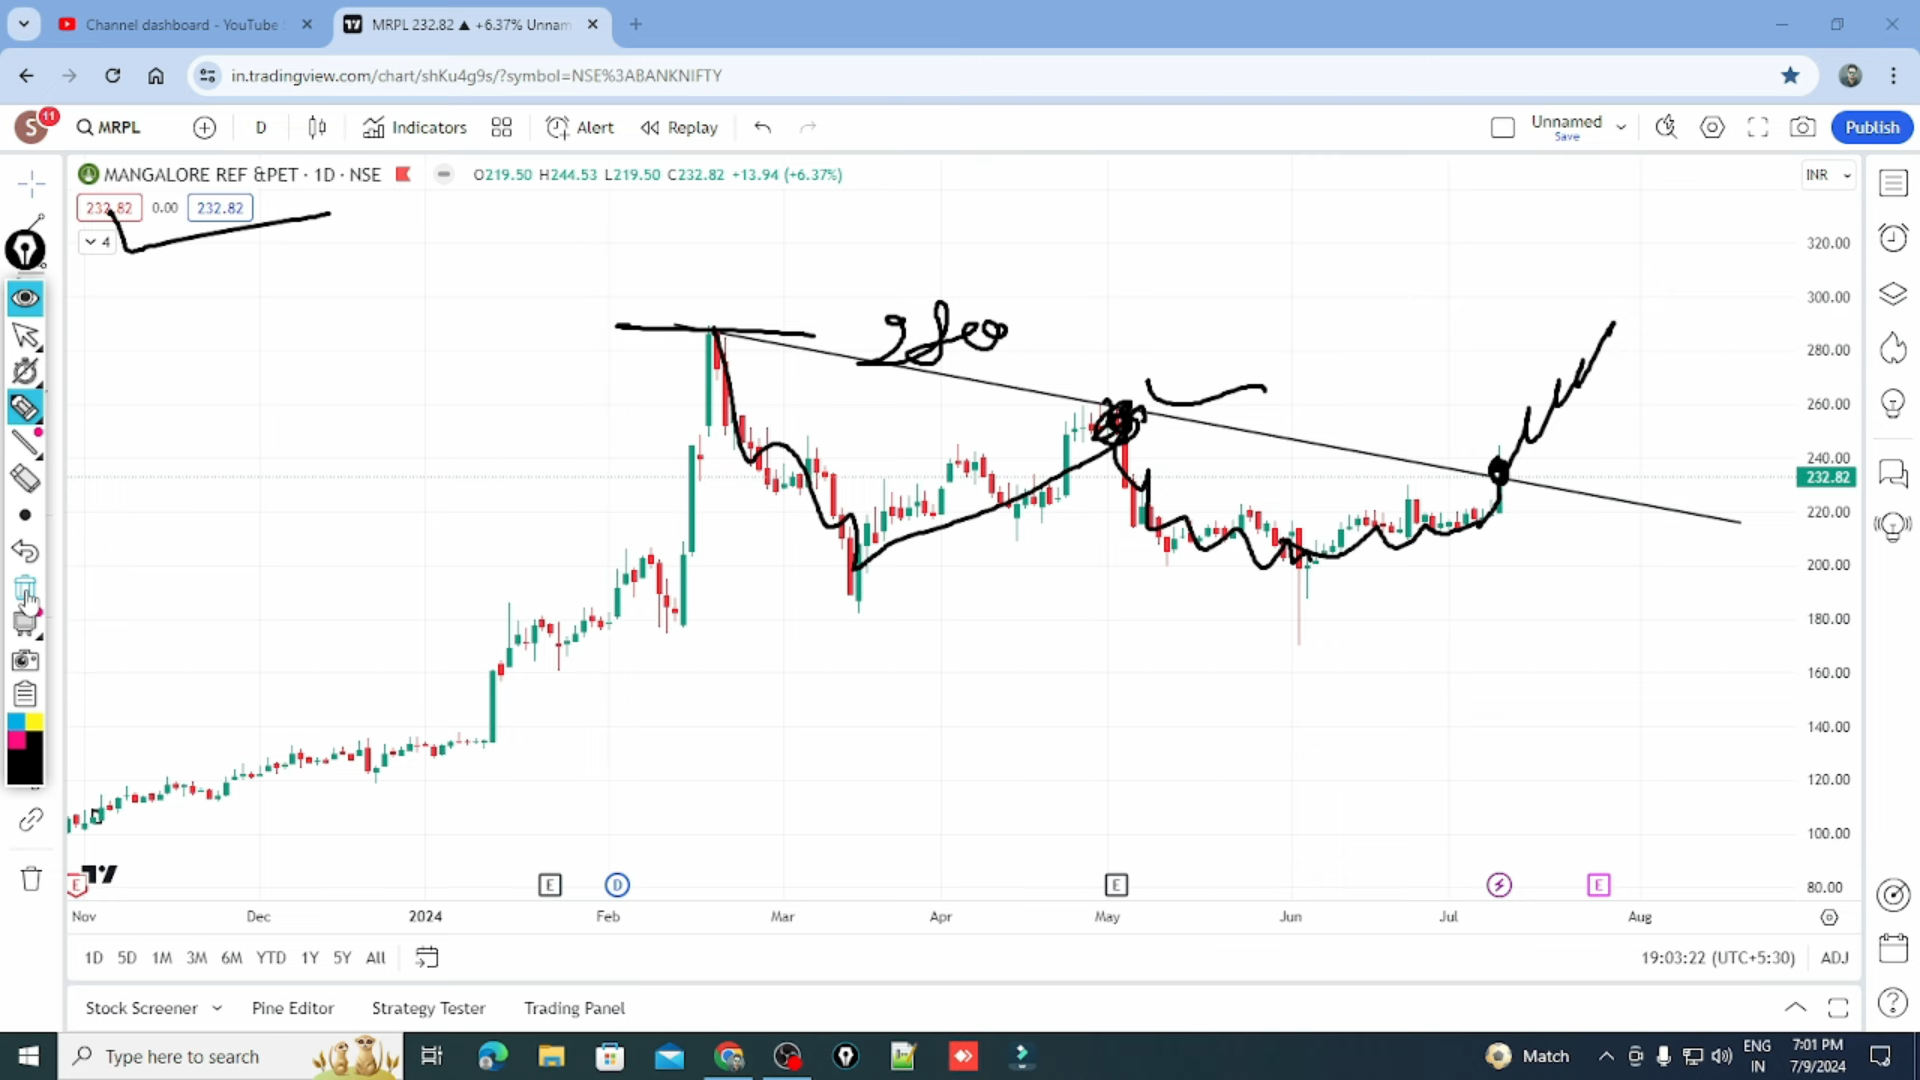 Channel dashboard - YouTube
MRPL 232.82 ▲ +6.37% Unnam
in.tradingview.com/chart/shKu4g9s/?symbol=NSE%3ABANKNIFTY
S 11 MRPL D Indicators Alert Replay Unnamed Save Publish
MANGALORE REF &PET · 1D · NSE O219.50 H244.53 L219.50 C232.82 +13.94 (+6.37%) INR
232.82 0.00 232.82
4
320.00
300.00
280.00
260.00
240.00
232.82
220.00
200.00
180.00
160.00
140.00
120.00
100.00
80.00
E E D E E
Nov Dec 2024 Feb Mar Apr May Jun Jul Aug
1D 5D 1M 3M 6M YTD 1Y 5Y All 19:03:22 (UTC+5:30) ADJ
Stock Screener Pine Editor Strategy Tester Trading Panel
Type here to search Match ENG IN 7:01 PM 7/9/2024